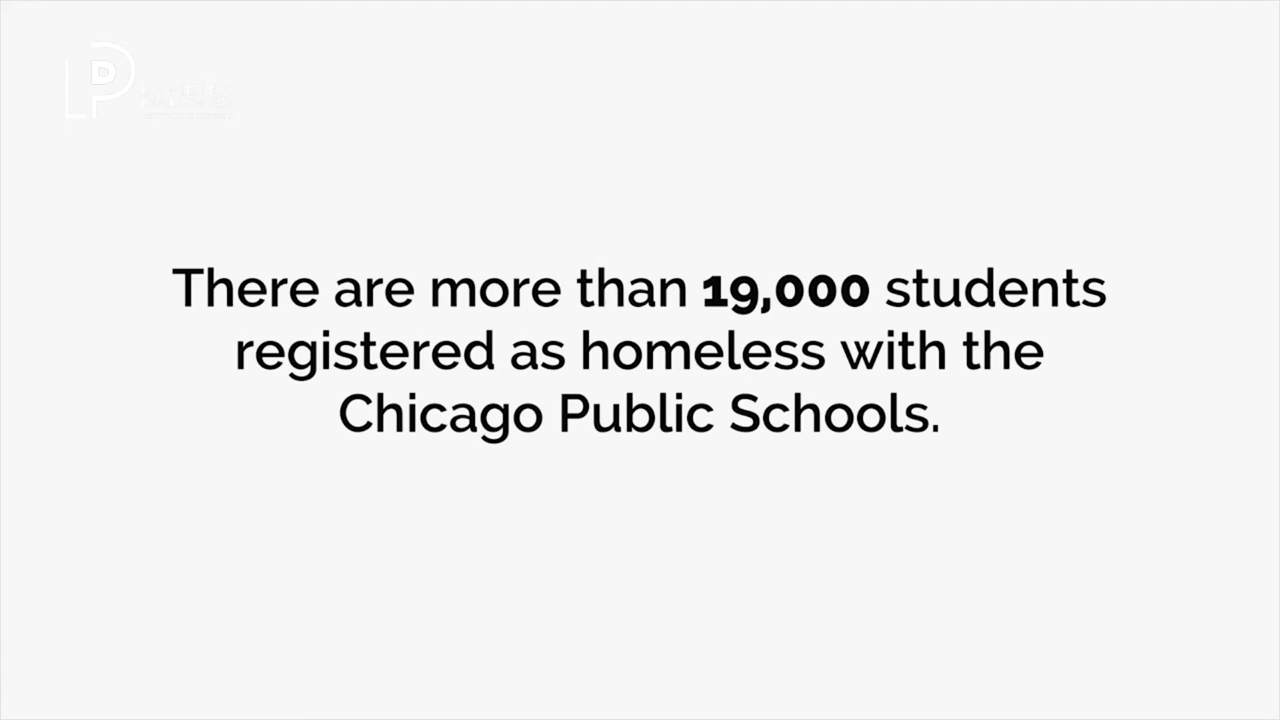 There are more than 19,000 students
registered as homeless with the
Chicago Public Schools.